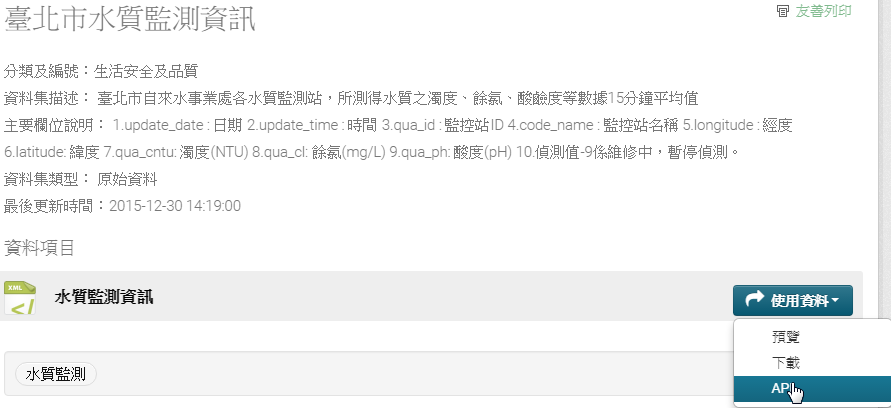 臺北市水質監測資訊
友善列印
分類及編號：生活安全及品質
資料集描述： 臺北市自來水事業處各水質監測站，所測得水質之濁度、餘氯、酸鹼度等數據15分鐘平均值
主要欄位說明： 1.update_date : 日期 2.update_time : 時間 3.qua_id : 監控站ID 4.code_name : 監控站名稱 5.longitude : 經度
6.latitude: 緯度 7.qua_cntu: 濁度(NTU) 8.qua_cl: 餘氯(mg/L) 9.qua_ph: 酸度(pH) 10.偵測值-9係維修中，暫停偵測。
資料集類型： 原始資料
最後更新時間：2015-12-30 14:19:00
資料項目
XML
</
水質監測資訊
使用資料
預覽
下載
API
水質監測